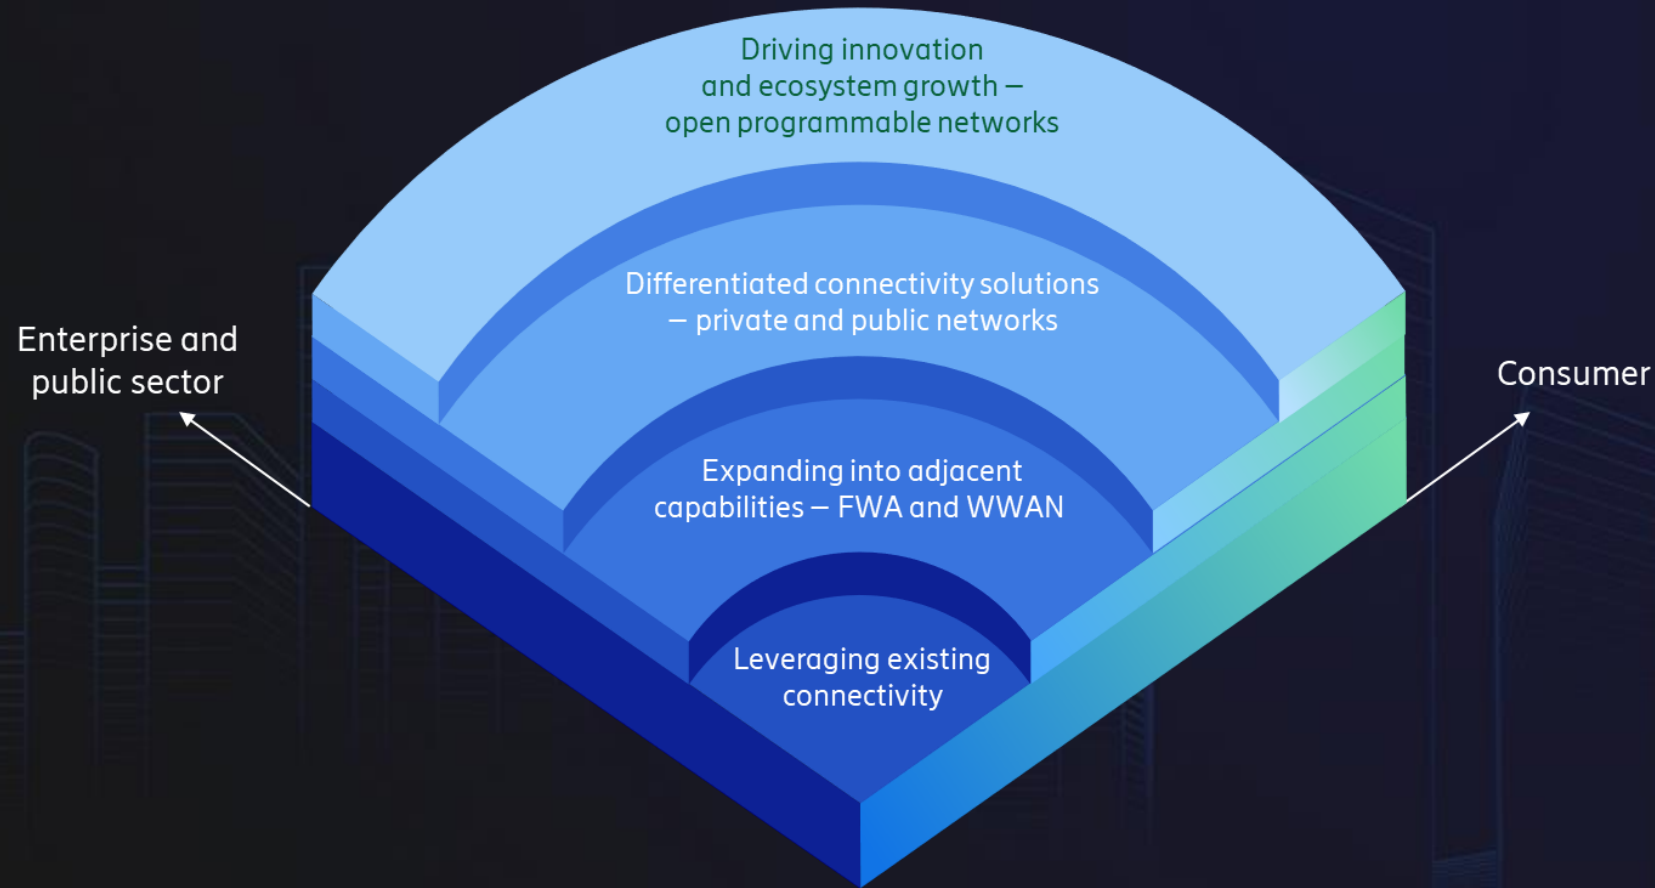 Driving innovation
and ecosystem growth –
open programmable networks
Differentiated connectivity solutions
– private and public networks
Enterprise and
public sector
Consumer
Expanding into adjacent
capabilities – FWA and WWAN
Leveraging existing
connectivity